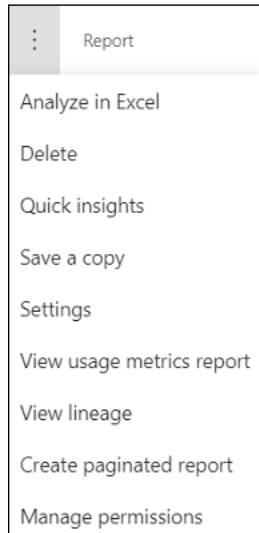 Report
Analyze in Excel
Delete
Quick insights
Save a copy
Settings
View usage metrics report
View lineage
Create paginated report
Manage permissions